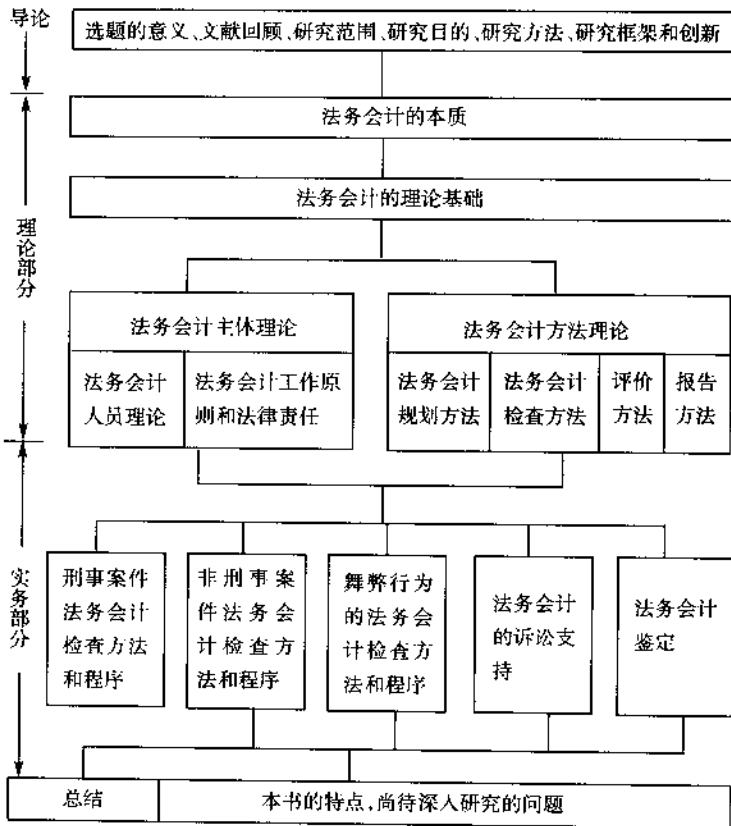 导论
选题的意义、文献回顾、研究范围、研究目的、研究方法、研究框架和创新
理论部分
法务会计的本质
法务会计的理论基础
法务会计主体理论
法务会计
人员理论
法务会计工作原
则和法律责任
法务会计方法理论
法务会计
规划方法
法务会计
检查方法
评价
方法
报告
方法
实务部分
刑事案件
法务会计
检查方法
和程序
非刑事案
件法务会
计检查方
法和程序
舞弊行为
的法务会
计检查方
法和程序
法务会计
的诉讼支
持
法务会计
鉴定
总结
本书的特点,尚待深入研究的问题